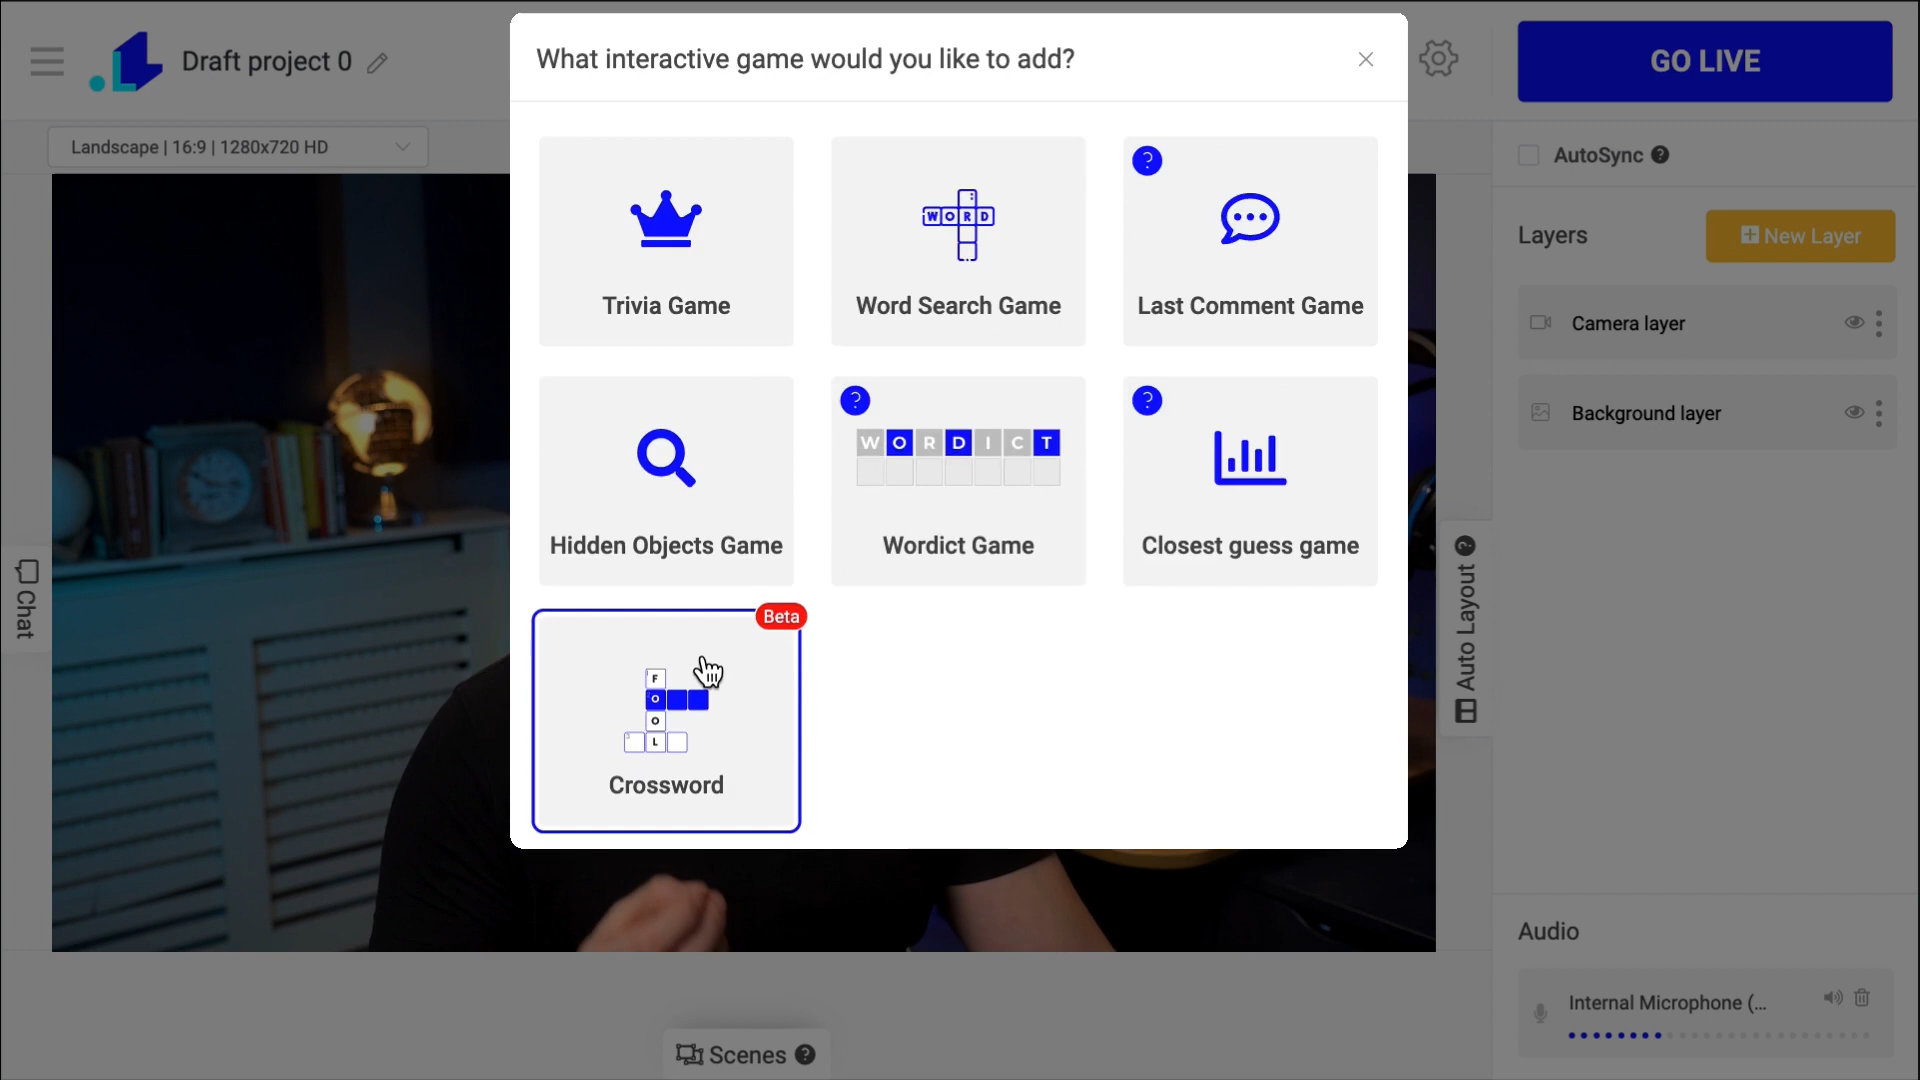 Draft project 0
What interactive game would you like to add?
GO LIVE
Landscape | 16:9 | 1280x720 HD
AutoSync ?
Layers
New Layer
Camera layer
Background layer
Trivia Game
W O R D
Word Search Game
?
Last Comment Game
Hidden Objects Game
?
W O R D I C T
Wordict Game
?
Closest guess game
Beta
F
O
O
L
Crossword
Chat
Auto Layout ?
Audio
Internal Microphone (...
Scenes ?